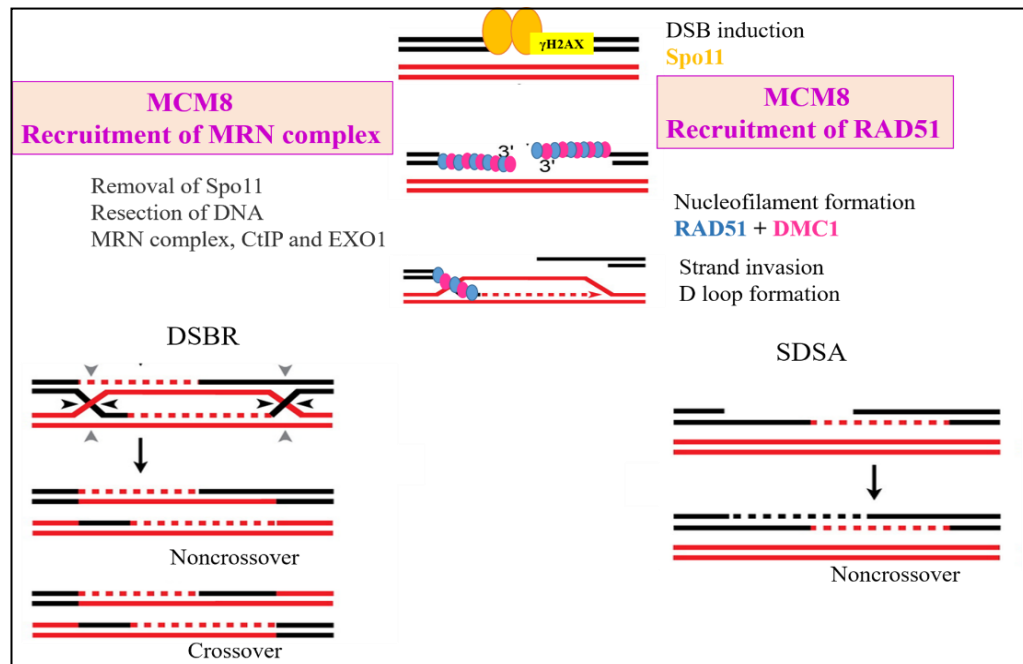 DSB induction
Spo11
γH2AX
MCM8
Recruitment of MRN complex
MCM8
Recruitment of RAD51
3'
3'
Removal of Spo11
Resection of DNA
MRN complex, CtIP and EXO1
Nucleofilament formation
RAD51 + DMC1
Strand invasion
D loop formation
DSBR
SDSA
Noncrossover
Noncrossover
Crossover